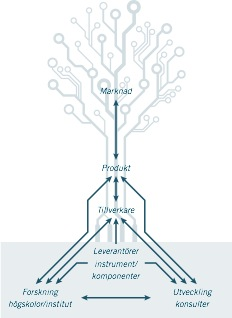 Marknad
Produkt
Tillverkare
Leverantörer
instrument/
komponenter
Forskning
högskolor/institut
Utveckling
konsulter